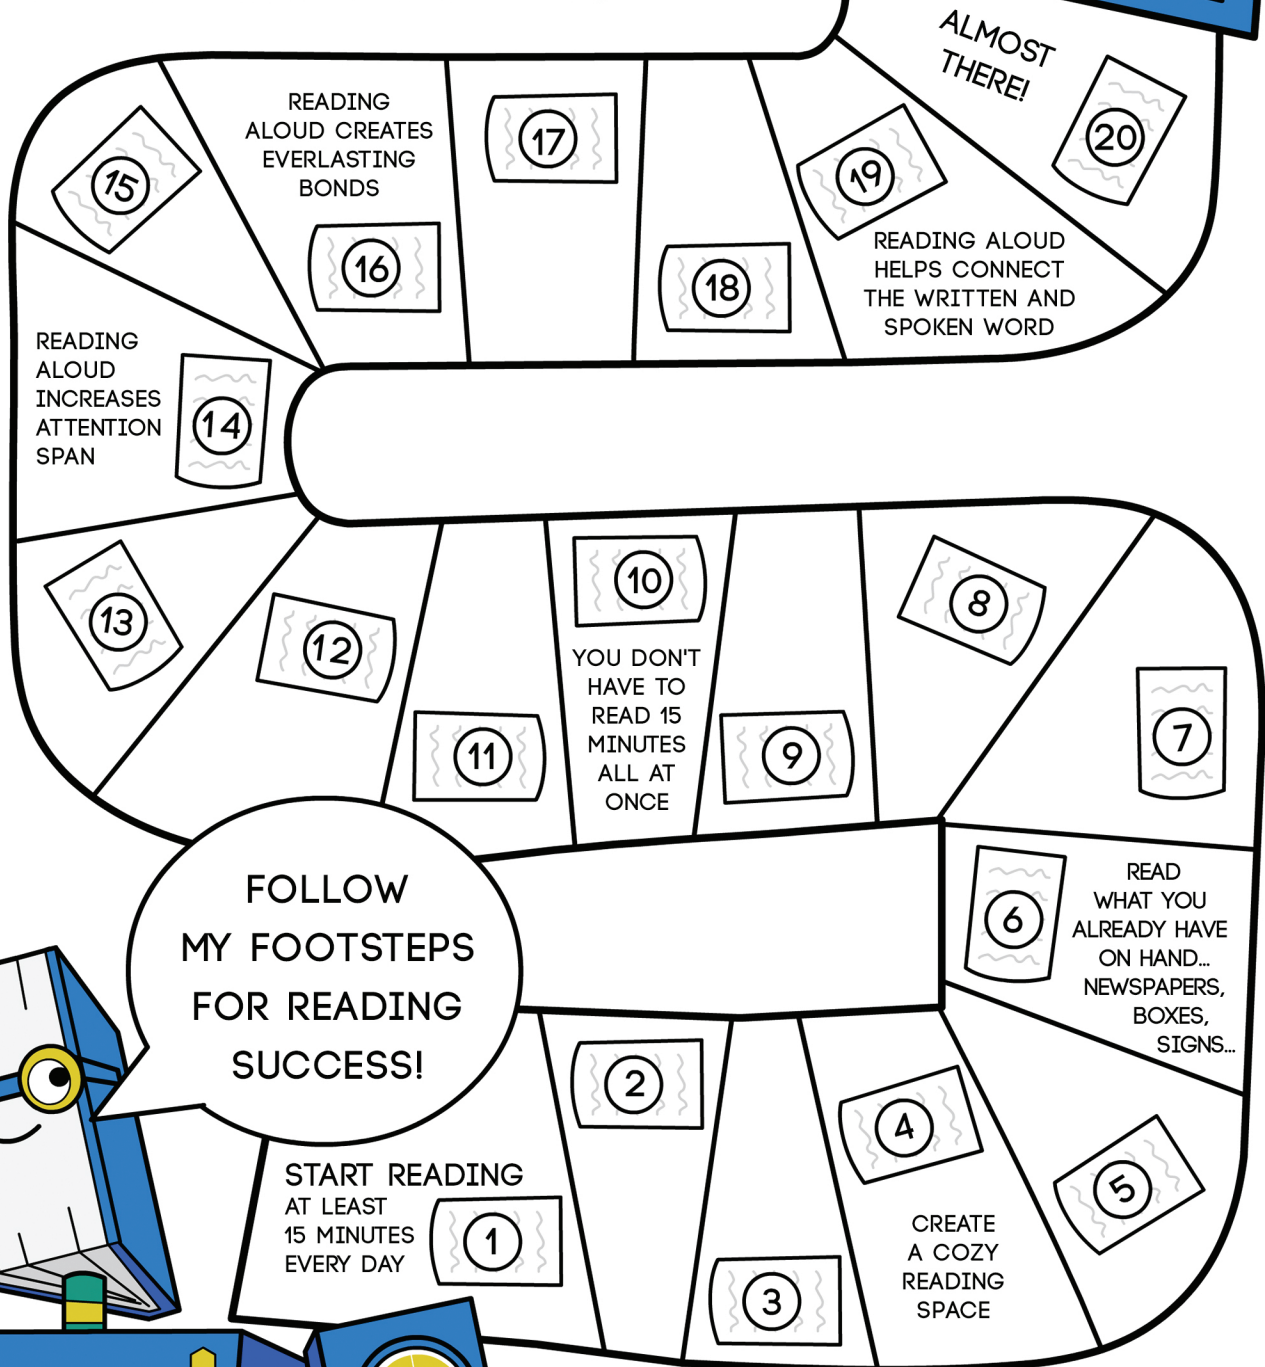 ALMOST
THERE!
20
19
READING ALOUD
HELPS CONNECT
THE WRITTEN AND
SPOKEN WORD
18
17
READING
ALOUD CREATES
EVERLASTING
BONDS
16
15
READING
ALOUD
INCREASES
ATTENTION
SPAN
14
13
12
11
10
YOU DON'T
HAVE TO
READ 15
MINUTES
ALL AT
ONCE
9
8
7
6
READ
WHAT YOU
ALREADY HAVE
ON HAND...
NEWSPAPERS,
BOXES,
SIGNS...
5
4
CREATE
A COZY
READING
SPACE
3
2
FOLLOW
MY FOOTSTEPS
FOR READING
SUCCESS!
START READING
AT LEAST
15 MINUTES
EVERY DAY
1